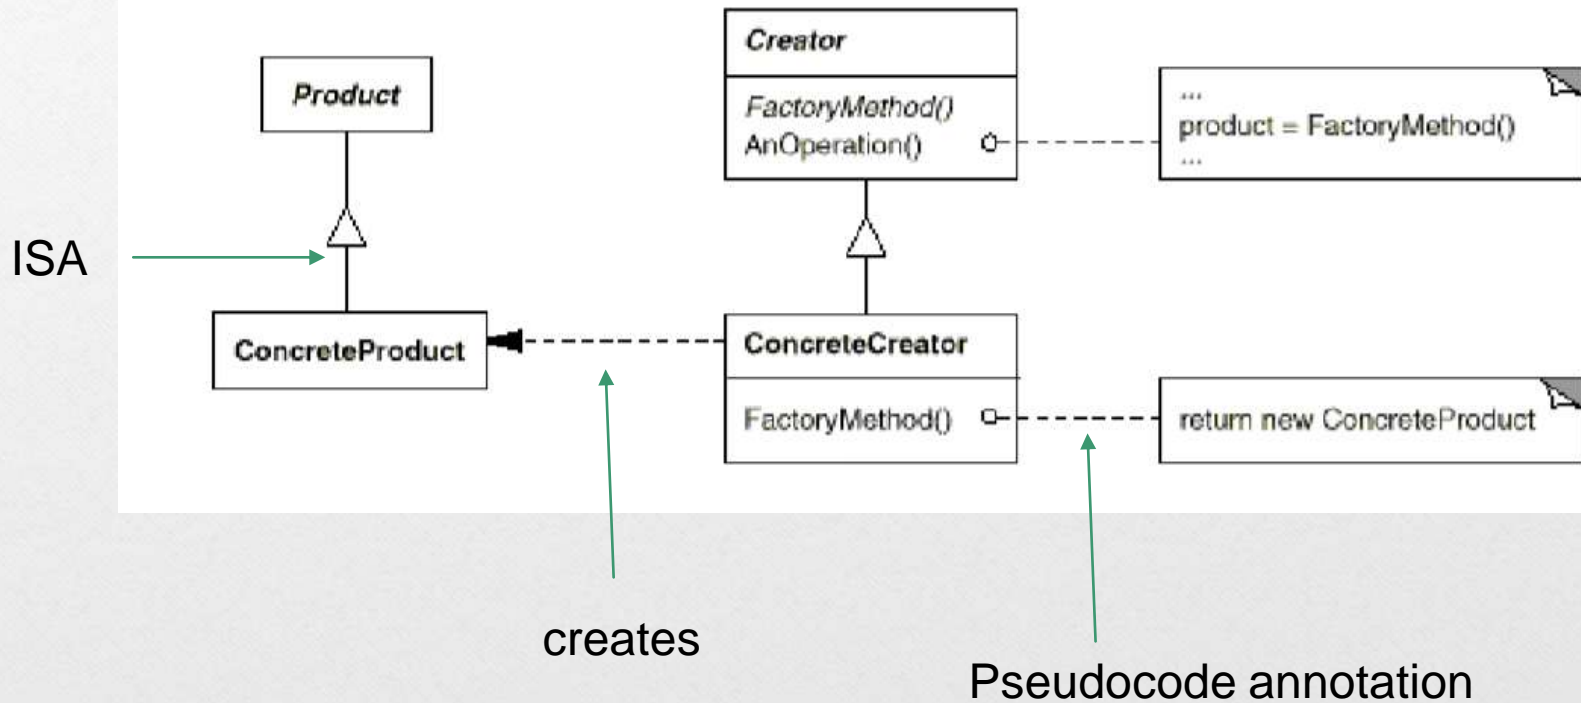 Product
Creator
FactoryMethod()
AnOperation()
...
product = FactoryMethod()
...
ISA
ConcreteProduct
ConcreteCreator
FactoryMethod()
return new ConcreteProduct
creates
Pseudocode annotation